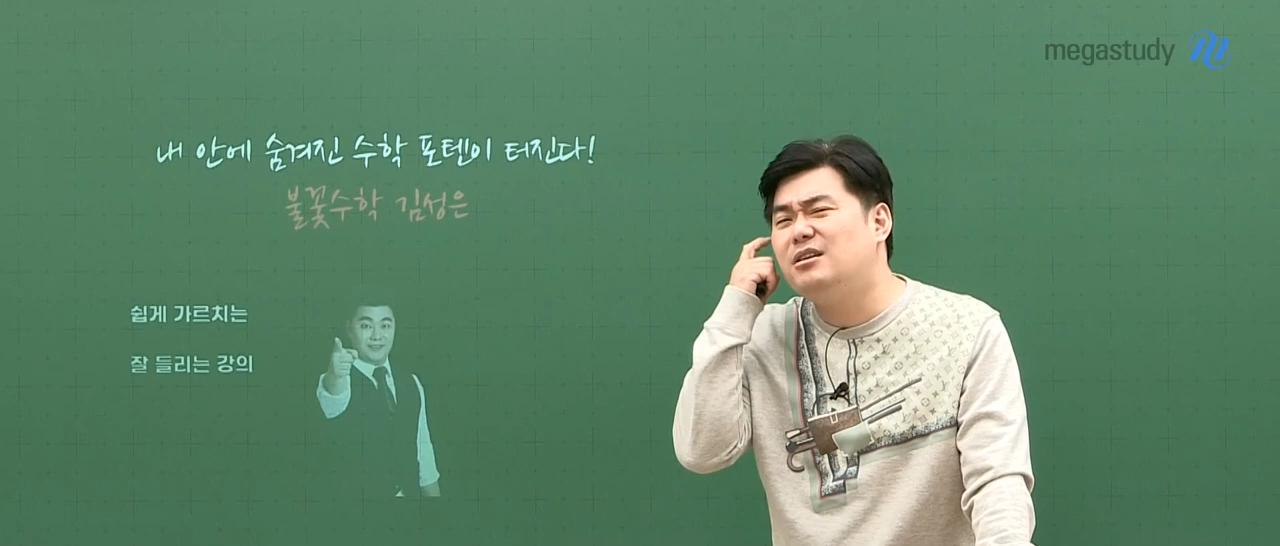 megastudy
내 안에 숨겨진 수학 포텐이 터진다!
불꽃수학 김성은
쉽게 가르치는
잘 들리는 강의